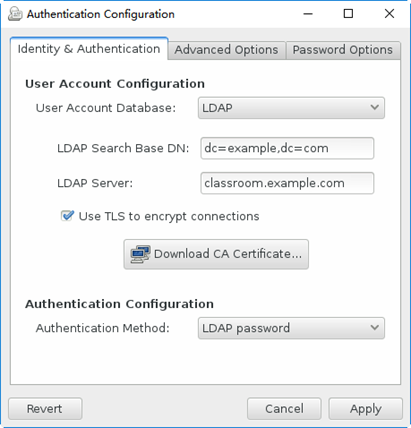 Authentication Configuration
Identity & Authentication Advanced Options Password Options
User Account Configuration
User Account Database: LDAP
LDAP Search Base DN: dc=example,dc=com
LDAP Server: classroom.example.com
Use TLS to encrypt connections
Download CA Certificate...
Authentication Configuration
Authentication Method: LDAP password
Revert Cancel Apply